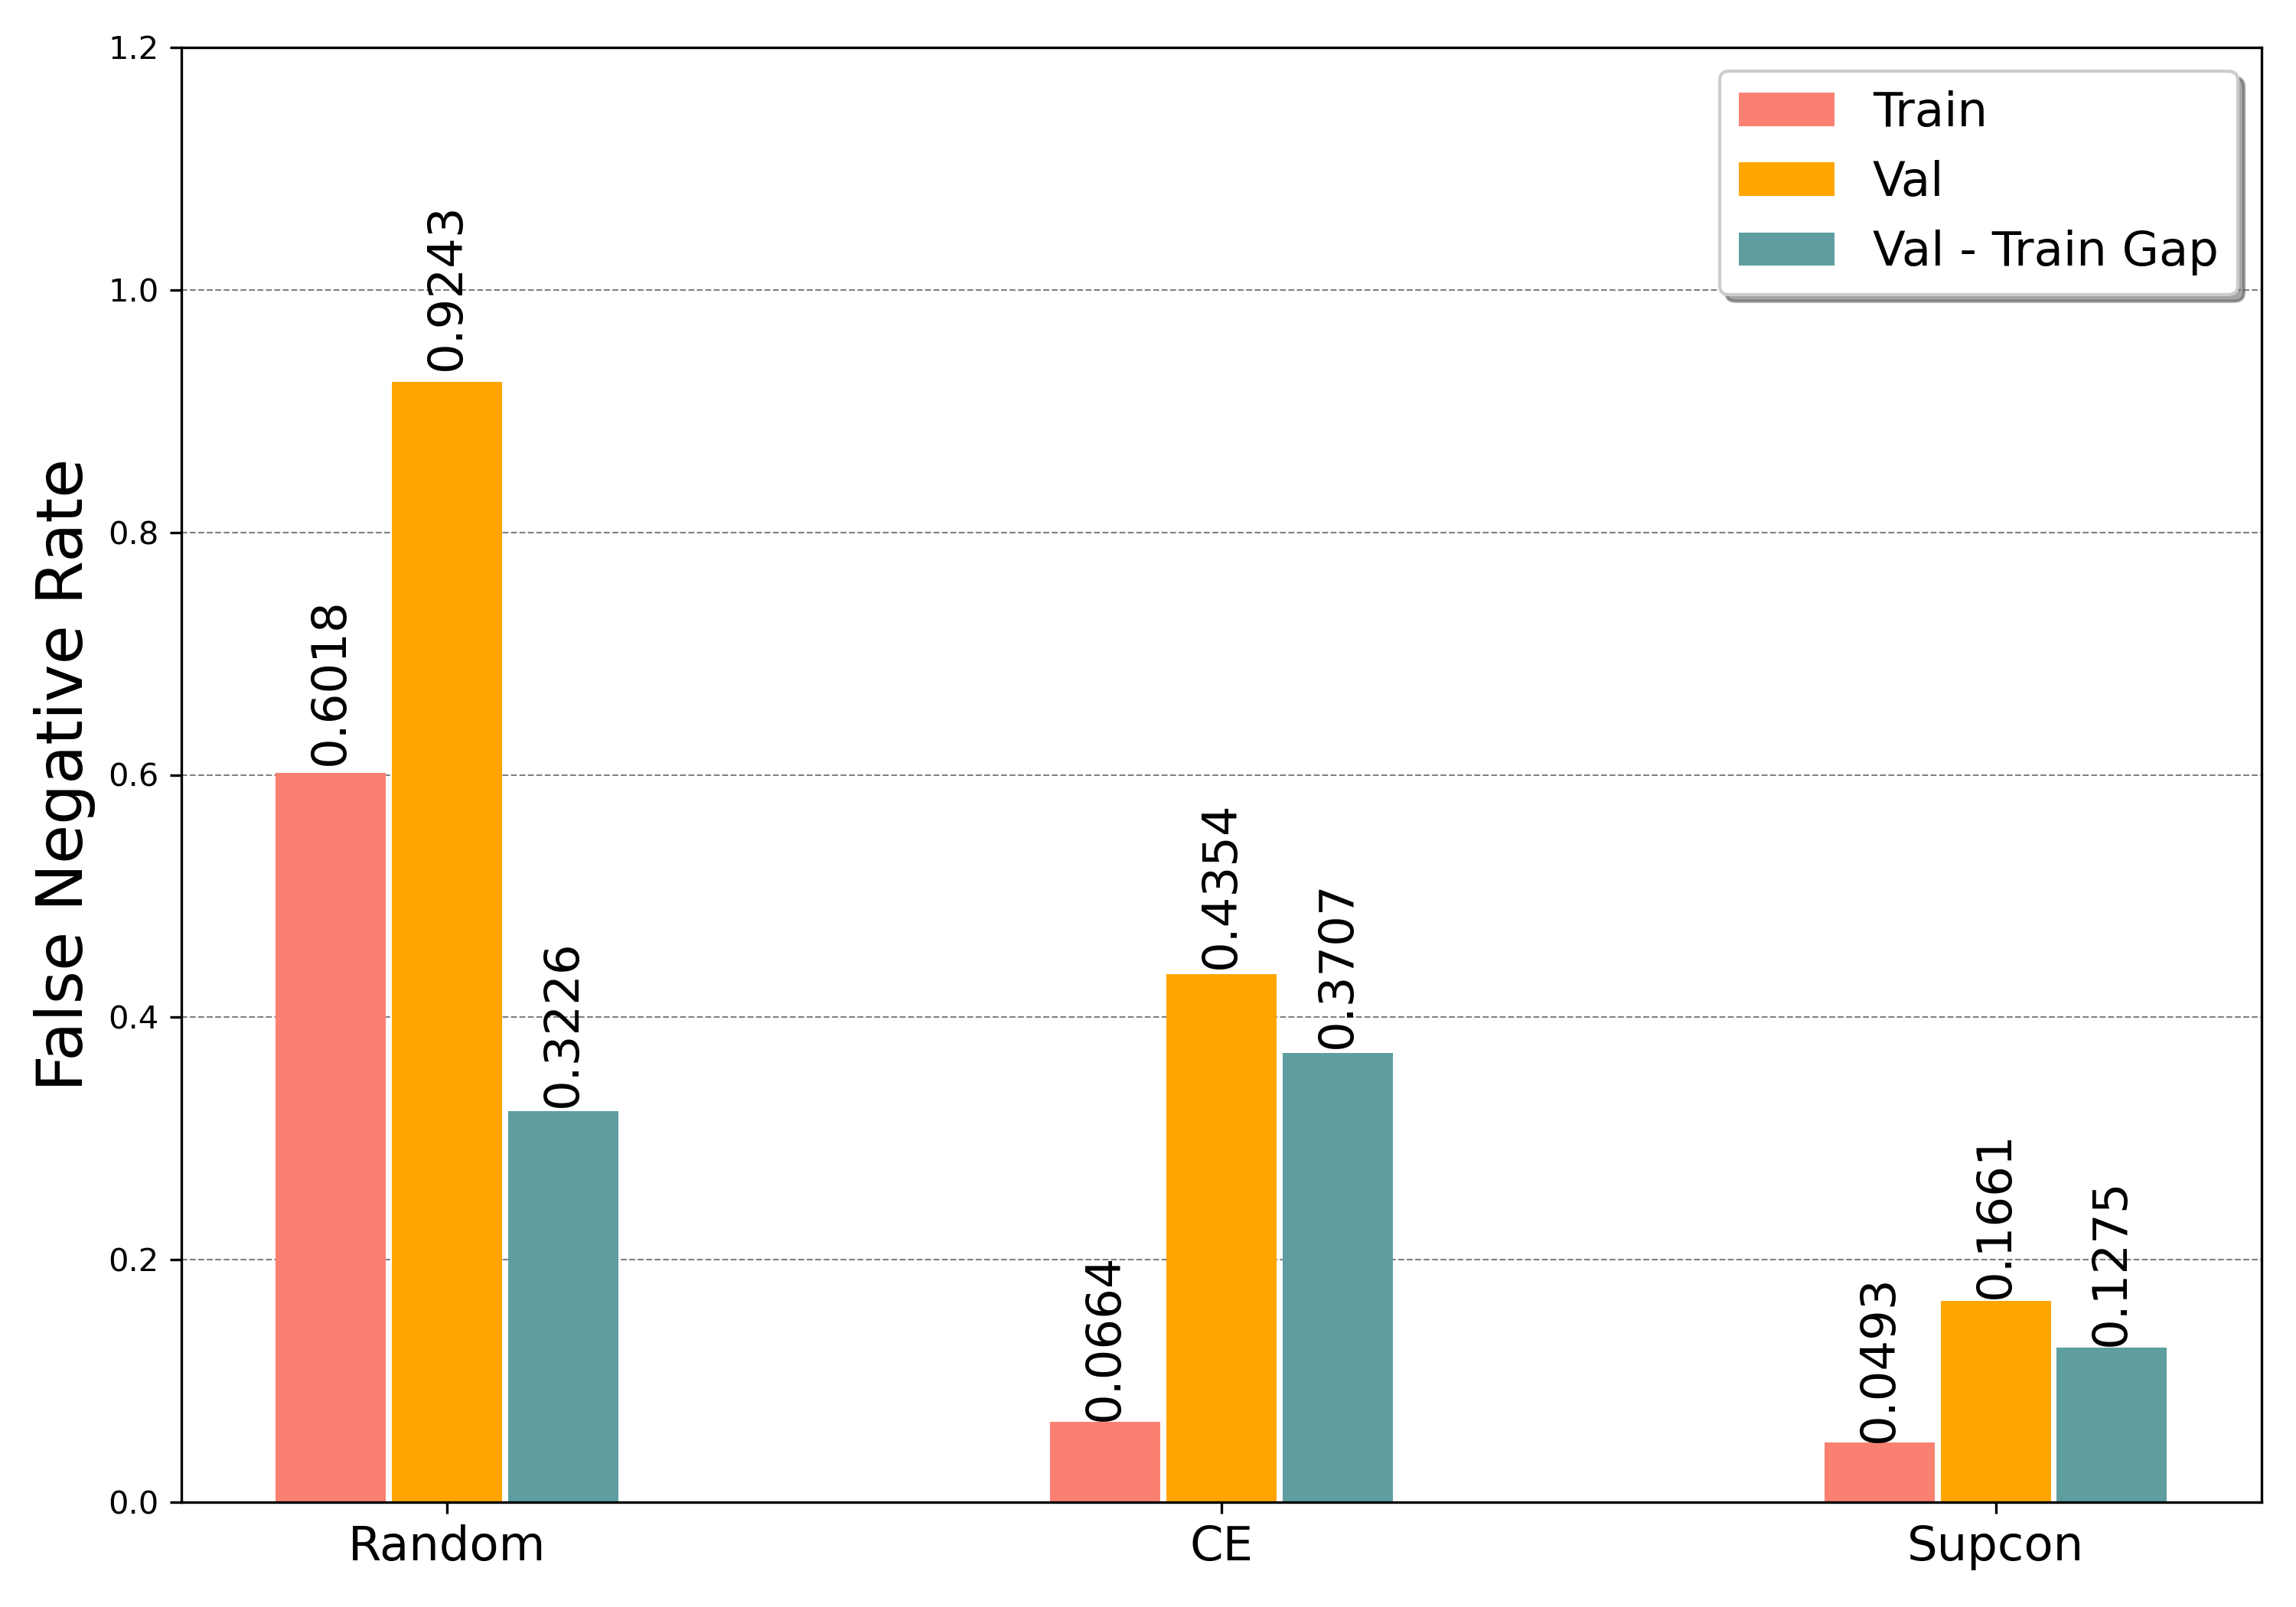 False Negative Rate
1.2
1.0
0.8
0.6
0.4
0.2
0.0
Train
Val
Val - Train Gap
0.6018
0.9243
0.3226
0.0664
0.4354
0.3707
0.0493
0.1661
0.1275
Random
CE
Supcon